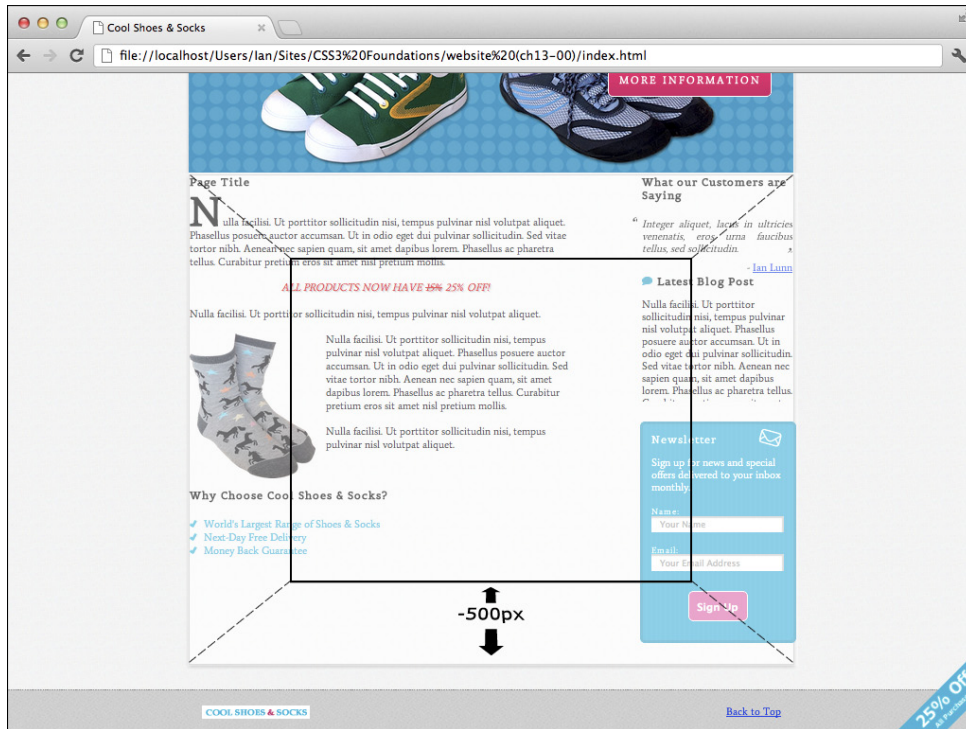 Cool Shoes & Socks
file://localhost/Users/Ian/Sites/CSS3%20Foundations/website%20(ch13-00)/index.html
MORE INFORMATION
Page Title
Nulla facilisi. Ut porttitor sollicitudin nisi, tempus pulvinar nisl volutpat aliquet.
Phasellus posuere auctor accumsan. Ut in odio eget dui pulvinar sollicitudin. Sed vitae
tortor nibh. Aenean nec sapien quam, sit amet dapibus lorem. Phasellus ac pharetra
tellus. Curabitur pretium eros sit amet nisl pretium mollis.
ALL PRODUCTS NOW HAVE 15% 25% OFF!
Nulla facilisi. Ut porttitor sollicitudin nisi, tempus pulvinar nisl volutpat aliquet.
Nulla facilisi. Ut porttitor sollicitudin nisi, tempus
pulvinar nisl volutpat aliquet. Phasellus posuere auctor
accumsan. Ut in odio eget dui pulvinar sollicitudin. Sed
vitae tortor nibh. Aenean nec sapien quam, sit amet
dapibus lorem. Phasellus ac pharetra tellus. Curabitur
pretium eros sit amet nisl pretium mollis.
Nulla facilisi. Ut porttitor sollicitudin nisi, tempus
pulvinar nisl volutpat aliquet.
Why Choose Cool Shoes & Socks?
World's Largest Range of Shoes & Socks
Next-Day Free Delivery
Money Back Guarantee
What our Customers are
Saying
“ Integer aliquet, lacus in ultricies
venenatis, eros urna faucibus
tellus, sed sollicitudin. „
- Ian Lunn
Latest Blog Post
Nulla facilisi. Ut porttitor
sollicitudin nisi, tempus
pulvinar nisl volutpat
aliquet. Phasellus posuere
auctor accumsan. Ut in
odio eget dui pulvinar sollicitudin.
Sed vitae tortor nibh. Aenean nec
sapien quam, sit amet dapibus
lorem. Phasellus ac pharetra tellus.
Newsletter
Sign up for news and special
offers delivered to your inbox
monthly.
Name:
Your Name
Email:
Your Email Address
Sign Up
-500px
COOL SHOES & SOCKS
Back to Top
25% Off
All Purchases